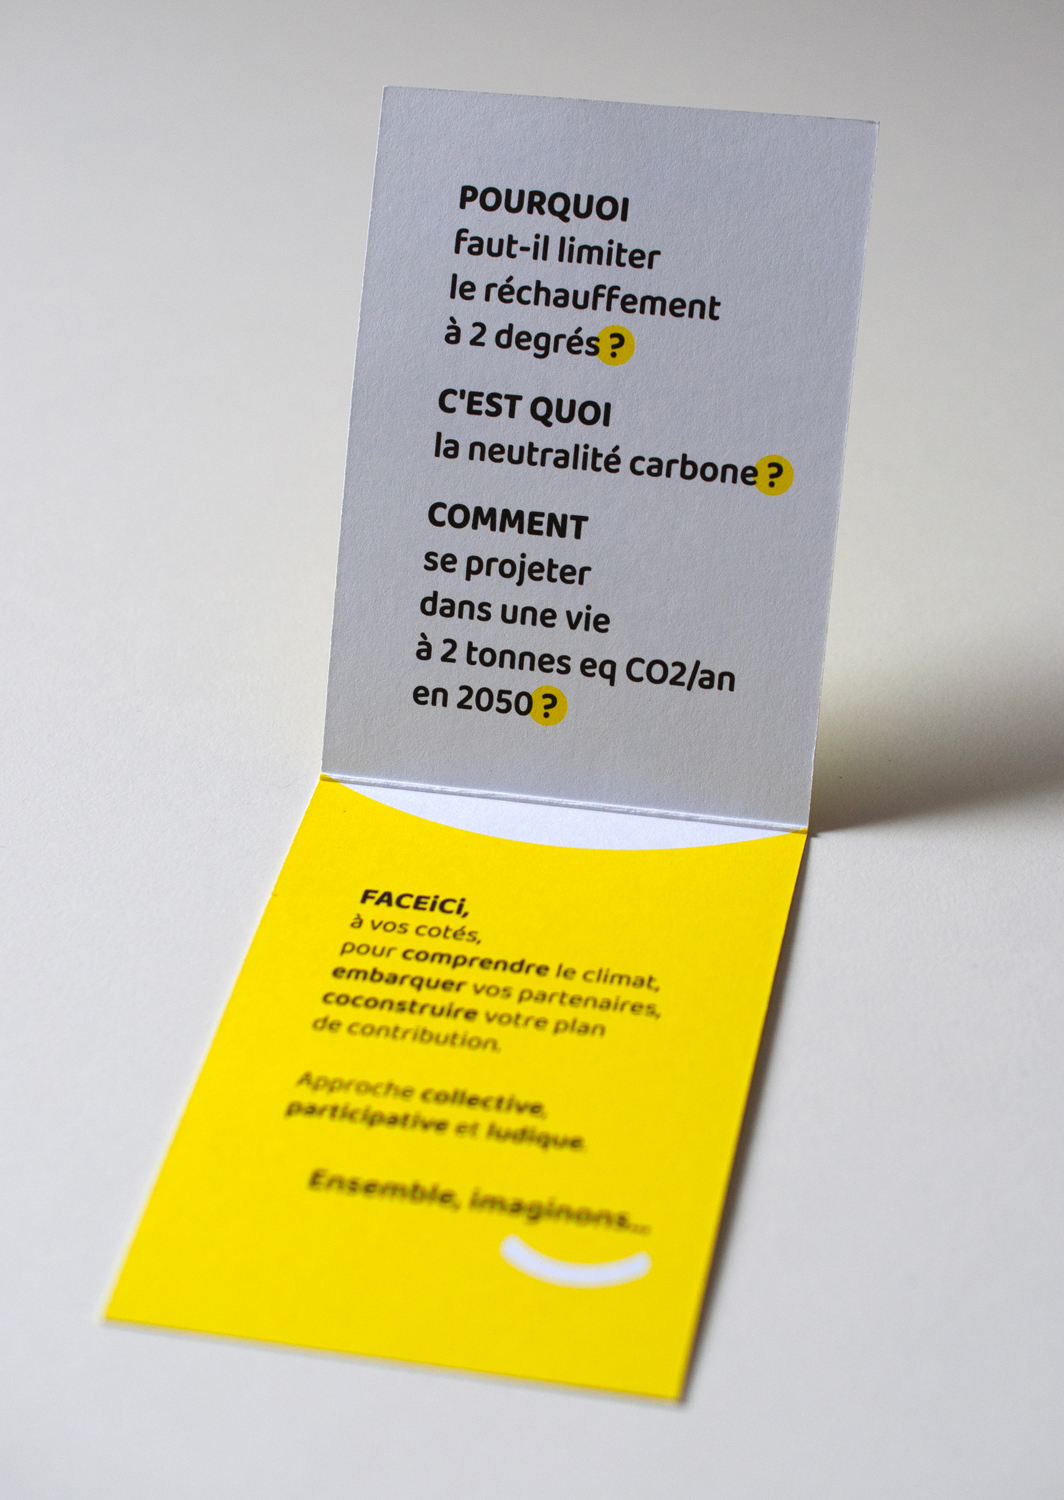 POURQUOI
faut-il limiter
le réchauffement
à 2 degrés ?
C'EST QUOI
la neutralité carbone ?
COMMENT
se projeter
dans une vie
à 2 tonnes eq CO2/an
en 2050 ?
FACEiCi,
à vos cotés,
pour comprendre le climat,
embarquer vos partenaires,
coconstruire votre plan
de contribution.
Approche collective,
participative et ludique.
Ensemble, imaginons...